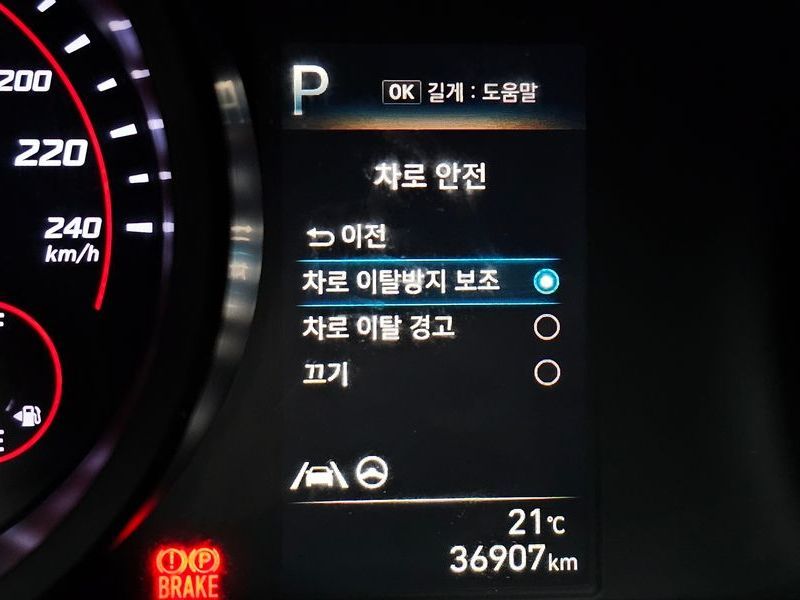 200
220
240
km/h
P
OK 길게 : 도움말
차로 안전
이전
차로 이탈방지 보조
차로 이탈 경고
끄기
21℃
36907km
P
BRAKE